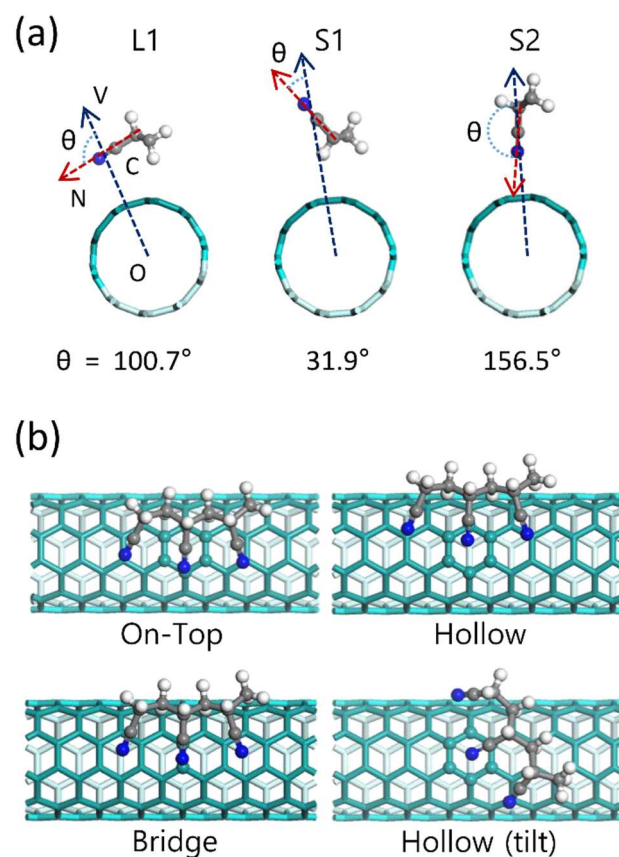 (a)
L1 S1 S2
V
θ
N
C
O
θ
θ
θ = 100.7° 31.9° 156.5°
(b)
On-Top Hollow
Bridge Hollow (tilt)